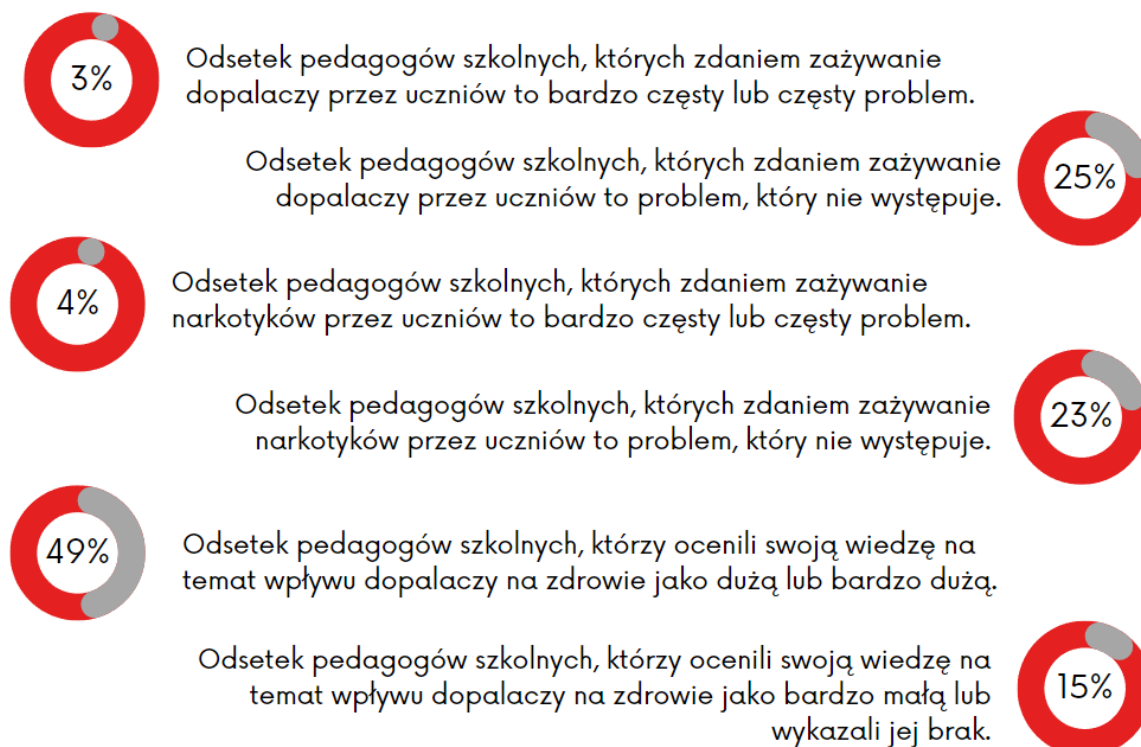 3%
Odsetek pedagogów szkolnych, których zdaniem zażywanie
dopalaczy przez uczniów to bardzo częsty lub częsty problem.
Odsetek pedagogów szkolnych, których zdaniem zażywanie
dopalaczy przez uczniów to problem, który nie występuje.
25%
4%
Odsetek pedagogów szkolnych, których zdaniem zażywanie
narkotyków przez uczniów to bardzo częsty lub częsty problem.
Odsetek pedagogów szkolnych, których zdaniem zażywanie
narkotyków przez uczniów to problem, który nie występuje.
23%
49%
Odsetek pedagogów szkolnych, którzy ocenili swoją wiedzę na
temat wpływu dopalaczy na zdrowie jako dużą lub bardzo dużą.
Odsetek pedagogów szkolnych, którzy ocenili swoją wiedzę na
temat wpływu dopalaczy na zdrowie jako bardzo małą lub
wykazali jej brak.
15%